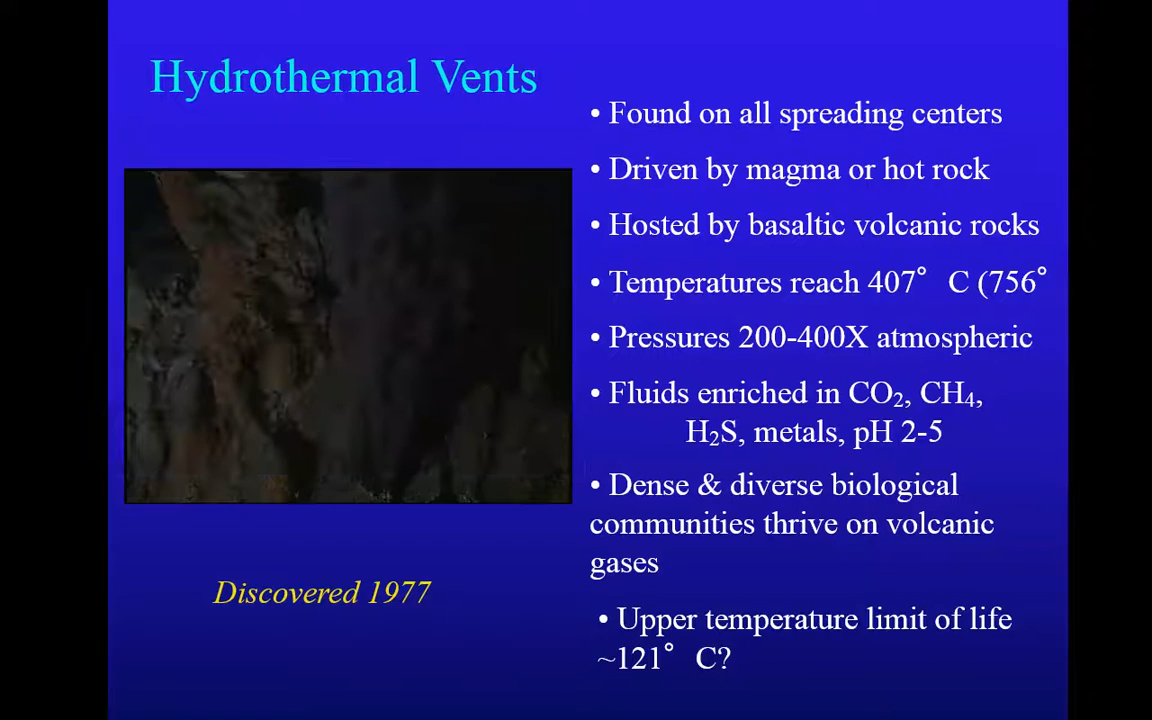 Hydrothermal Vents
• Found on all spreading centers
• Driven by magma or hot rock
• Hosted by basaltic volcanic rocks
• Temperatures reach 407° C (756°
• Pressures 200-400X atmospheric
• Fluids enriched in CO₂, CH₄,
H₂S, metals, pH 2-5
• Dense & diverse biological
communities thrive on volcanic
gases
• Upper temperature limit of life
~121° C?
Discovered 1977